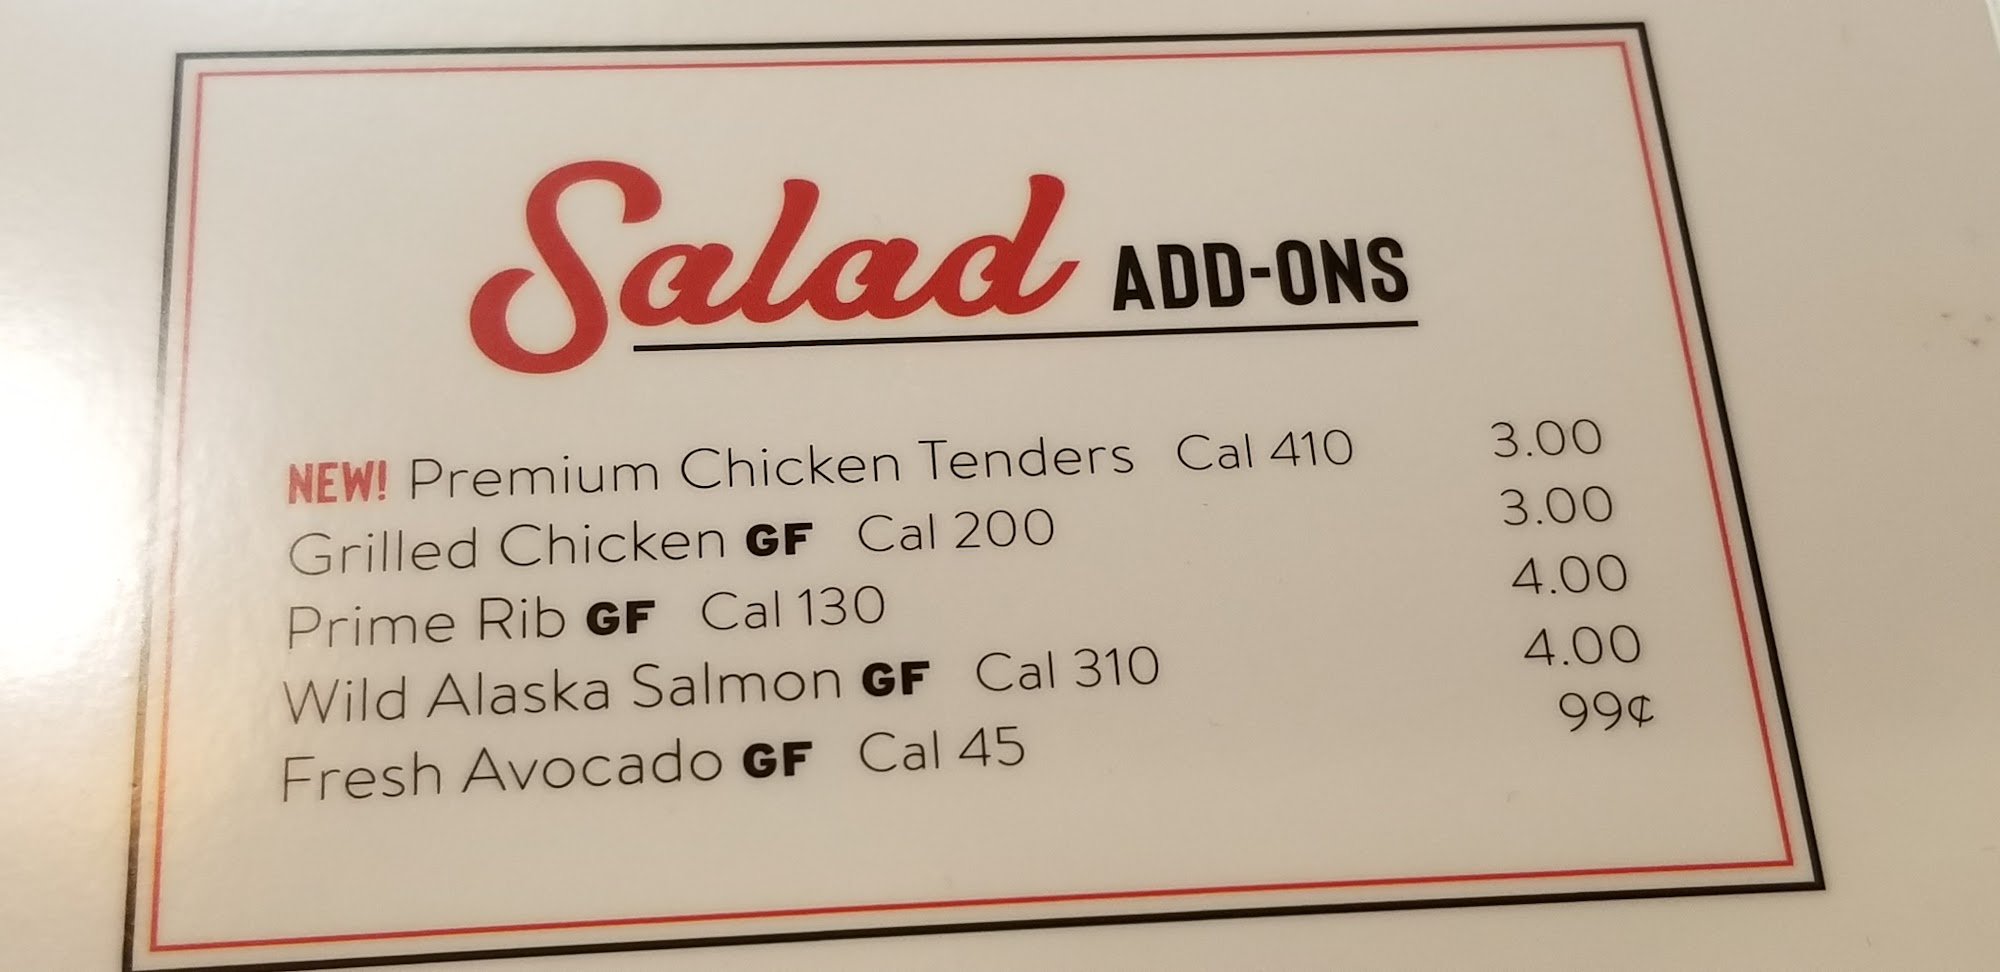 Salad ADD-ONS
NEW! Premium Chicken Tenders Cal 410 3.00
Grilled Chicken GF Cal 200 3.00
Prime Rib GF Cal 130 4.00
Wild Alaska Salmon GF Cal 310 4.00
Fresh Avocado GF Cal 45 99¢